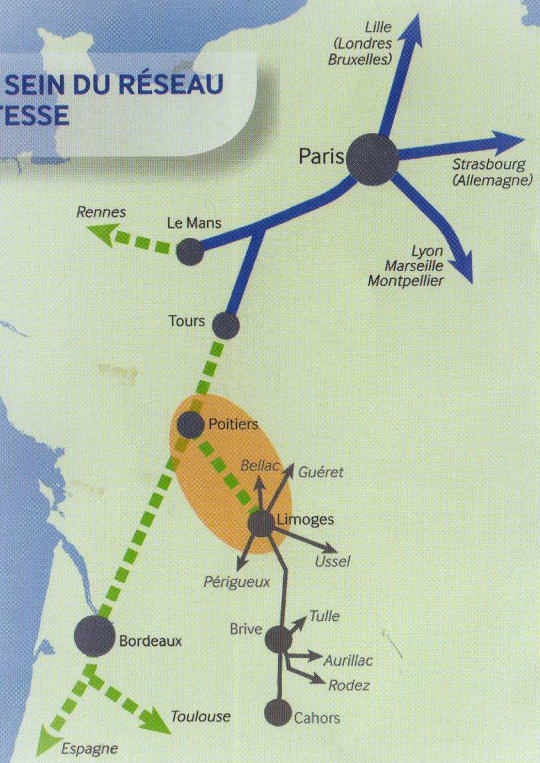 SEIN DU RÉSEAU
TESSE
Lille
(Londres
Bruxelles)
Paris
Strasbourg
(Allemagne)
Rennes
Le Mans
Lyon
Marseille
Montpellier
Tours
Poitiers
Bellac
Guéret
Limoges
Ussel
Périgueux
Tulle
Brive
Bordeaux
Aurillac
Rodez
Toulouse
Cahors
Espagne